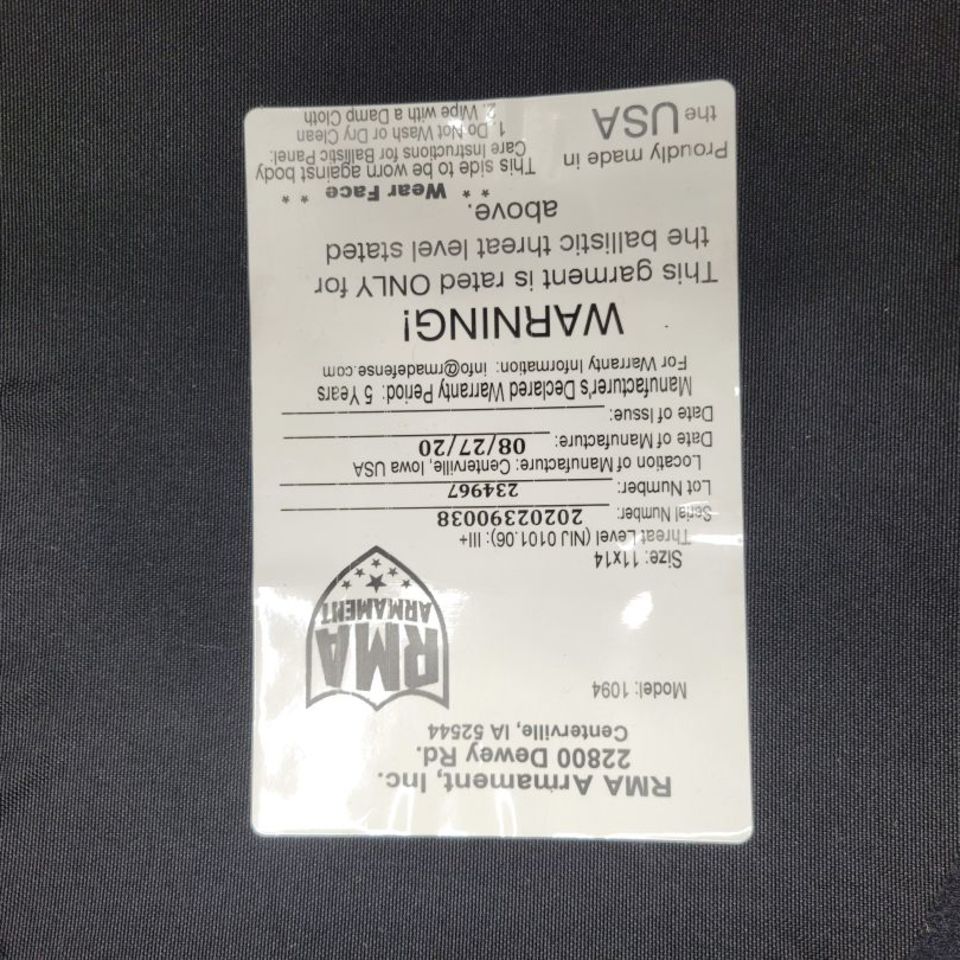 RMA Armament, Inc.
22800 Dewey Rd.
Centerville, IA 52544
Model: 1094
RMA
ARMAMENT
Size: 11x14
Threat Level (NIJ 0101.06): III+
Serial Number: 20202390038
Lot Number: 234967
Location of Manufacture: Centerville, Iowa USA
Date of Manufacture: 08/27/20
Date of Issue:
Manufacturer's Declared Warranty Period: 5 Years
For Warranty Information: info@rmadefense.com
WARNING!
This garment is rated ONLY for
the ballistic threat level stated
above.
* * Wear Face * *
This side to be worn against body
Care Instructions for Ballistic Panel:
1. Do Not Wash or Dry Clean
2. Wipe with a Damp Cloth
Proudly made in
the USA